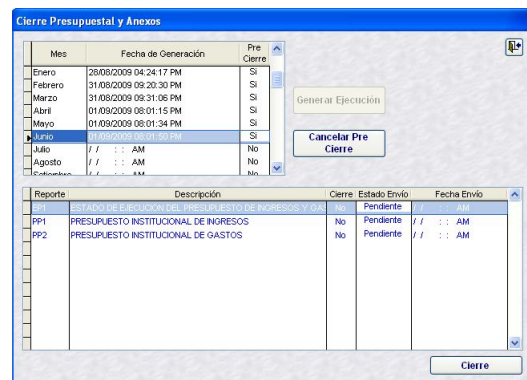 Cierre Presupuestal y Anexos
Mes Fecha de Generación Pre Cierre
Enero 28/08/2009 04:24:17 PM Si
Febrero 31/08/2009 09:20:30 PM Si
Marzo 31/08/2009 09:31:06 PM Si
Abril 01/09/2009 08:01:15 PM Si
Mayo 01/09/2009 08:01:34 PM Si
Junio 01/09/2009 08:01:50 PM Si
Julio / / : : AM No
Agosto / / : : AM No
Setiembre / / : : AM No
Generar Ejecución
Cancelar Pre
Cierre
Reporte Descripción Cierre Estado Envío Fecha Envío
EP1 ESTADO DE EJECUCION DEL PRESUPUESTO DE INGRESOS Y GA No Pendiente / / : : AM
PP1 PRESUPUESTO INSTITUCIONAL DE INGRESOS No Pendiente / / : : AM
PP2 PRESUPUESTO INSTITUCIONAL DE GASTOS No Pendiente / / : : AM
Cierre